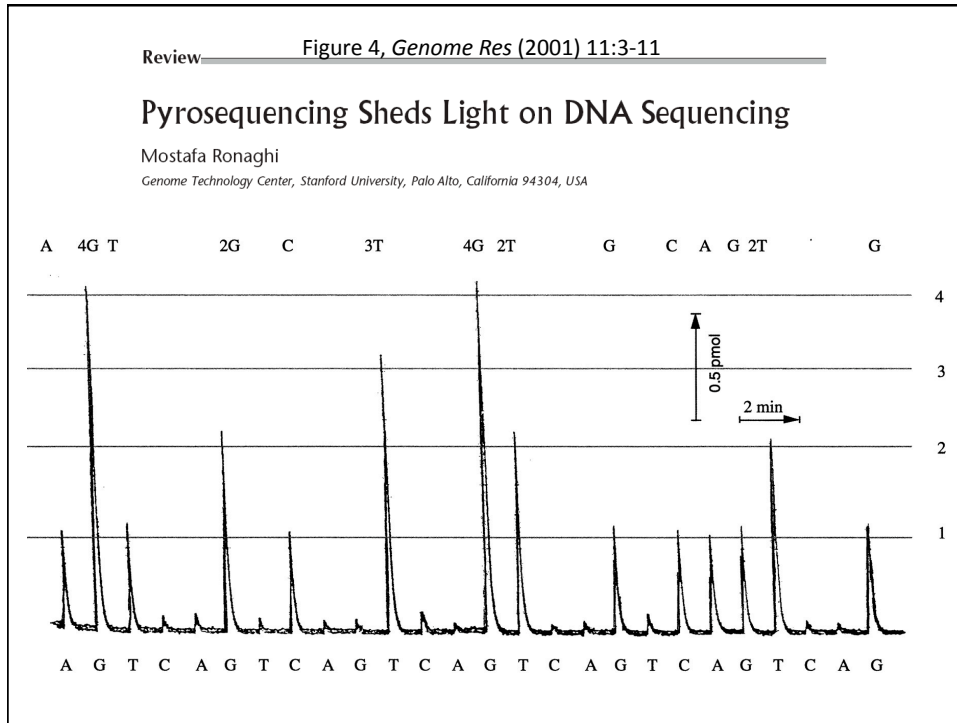 Figure 4, Genome Res (2001) 11:3-11
Review
Pyrosequencing Sheds Light on DNA Sequencing
Mostafa Ronaghi
Genome Technology Center, Stanford University, Palo Alto, California 94304, USA
A 4G T 2G C 3T 4G 2T G C A G 2T G
4
0.5 pmol
3
2 min
2
1
A G T C A G T C A G T C A G T C A G T C A G T C A G